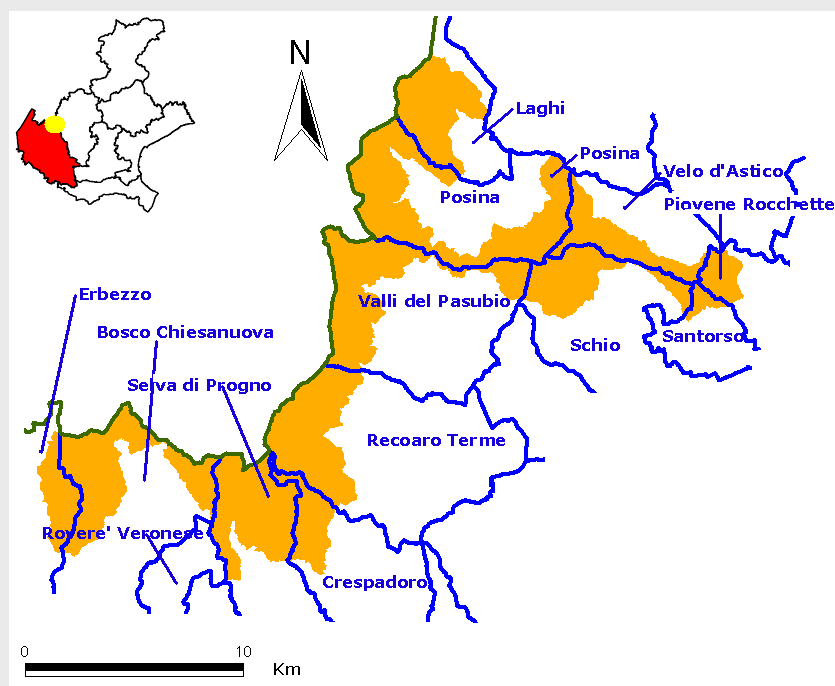 N
Laghi
Posina
Velo d'Astico
Posina
Piovene Rocchette
Erbezzo
Valli del Pasubio
Bosco Chiesanuova
Schio
Santorso
Selva di Progno
Recoaro Terme
Rovere' Veronese
Crespadoro
0 10
Km